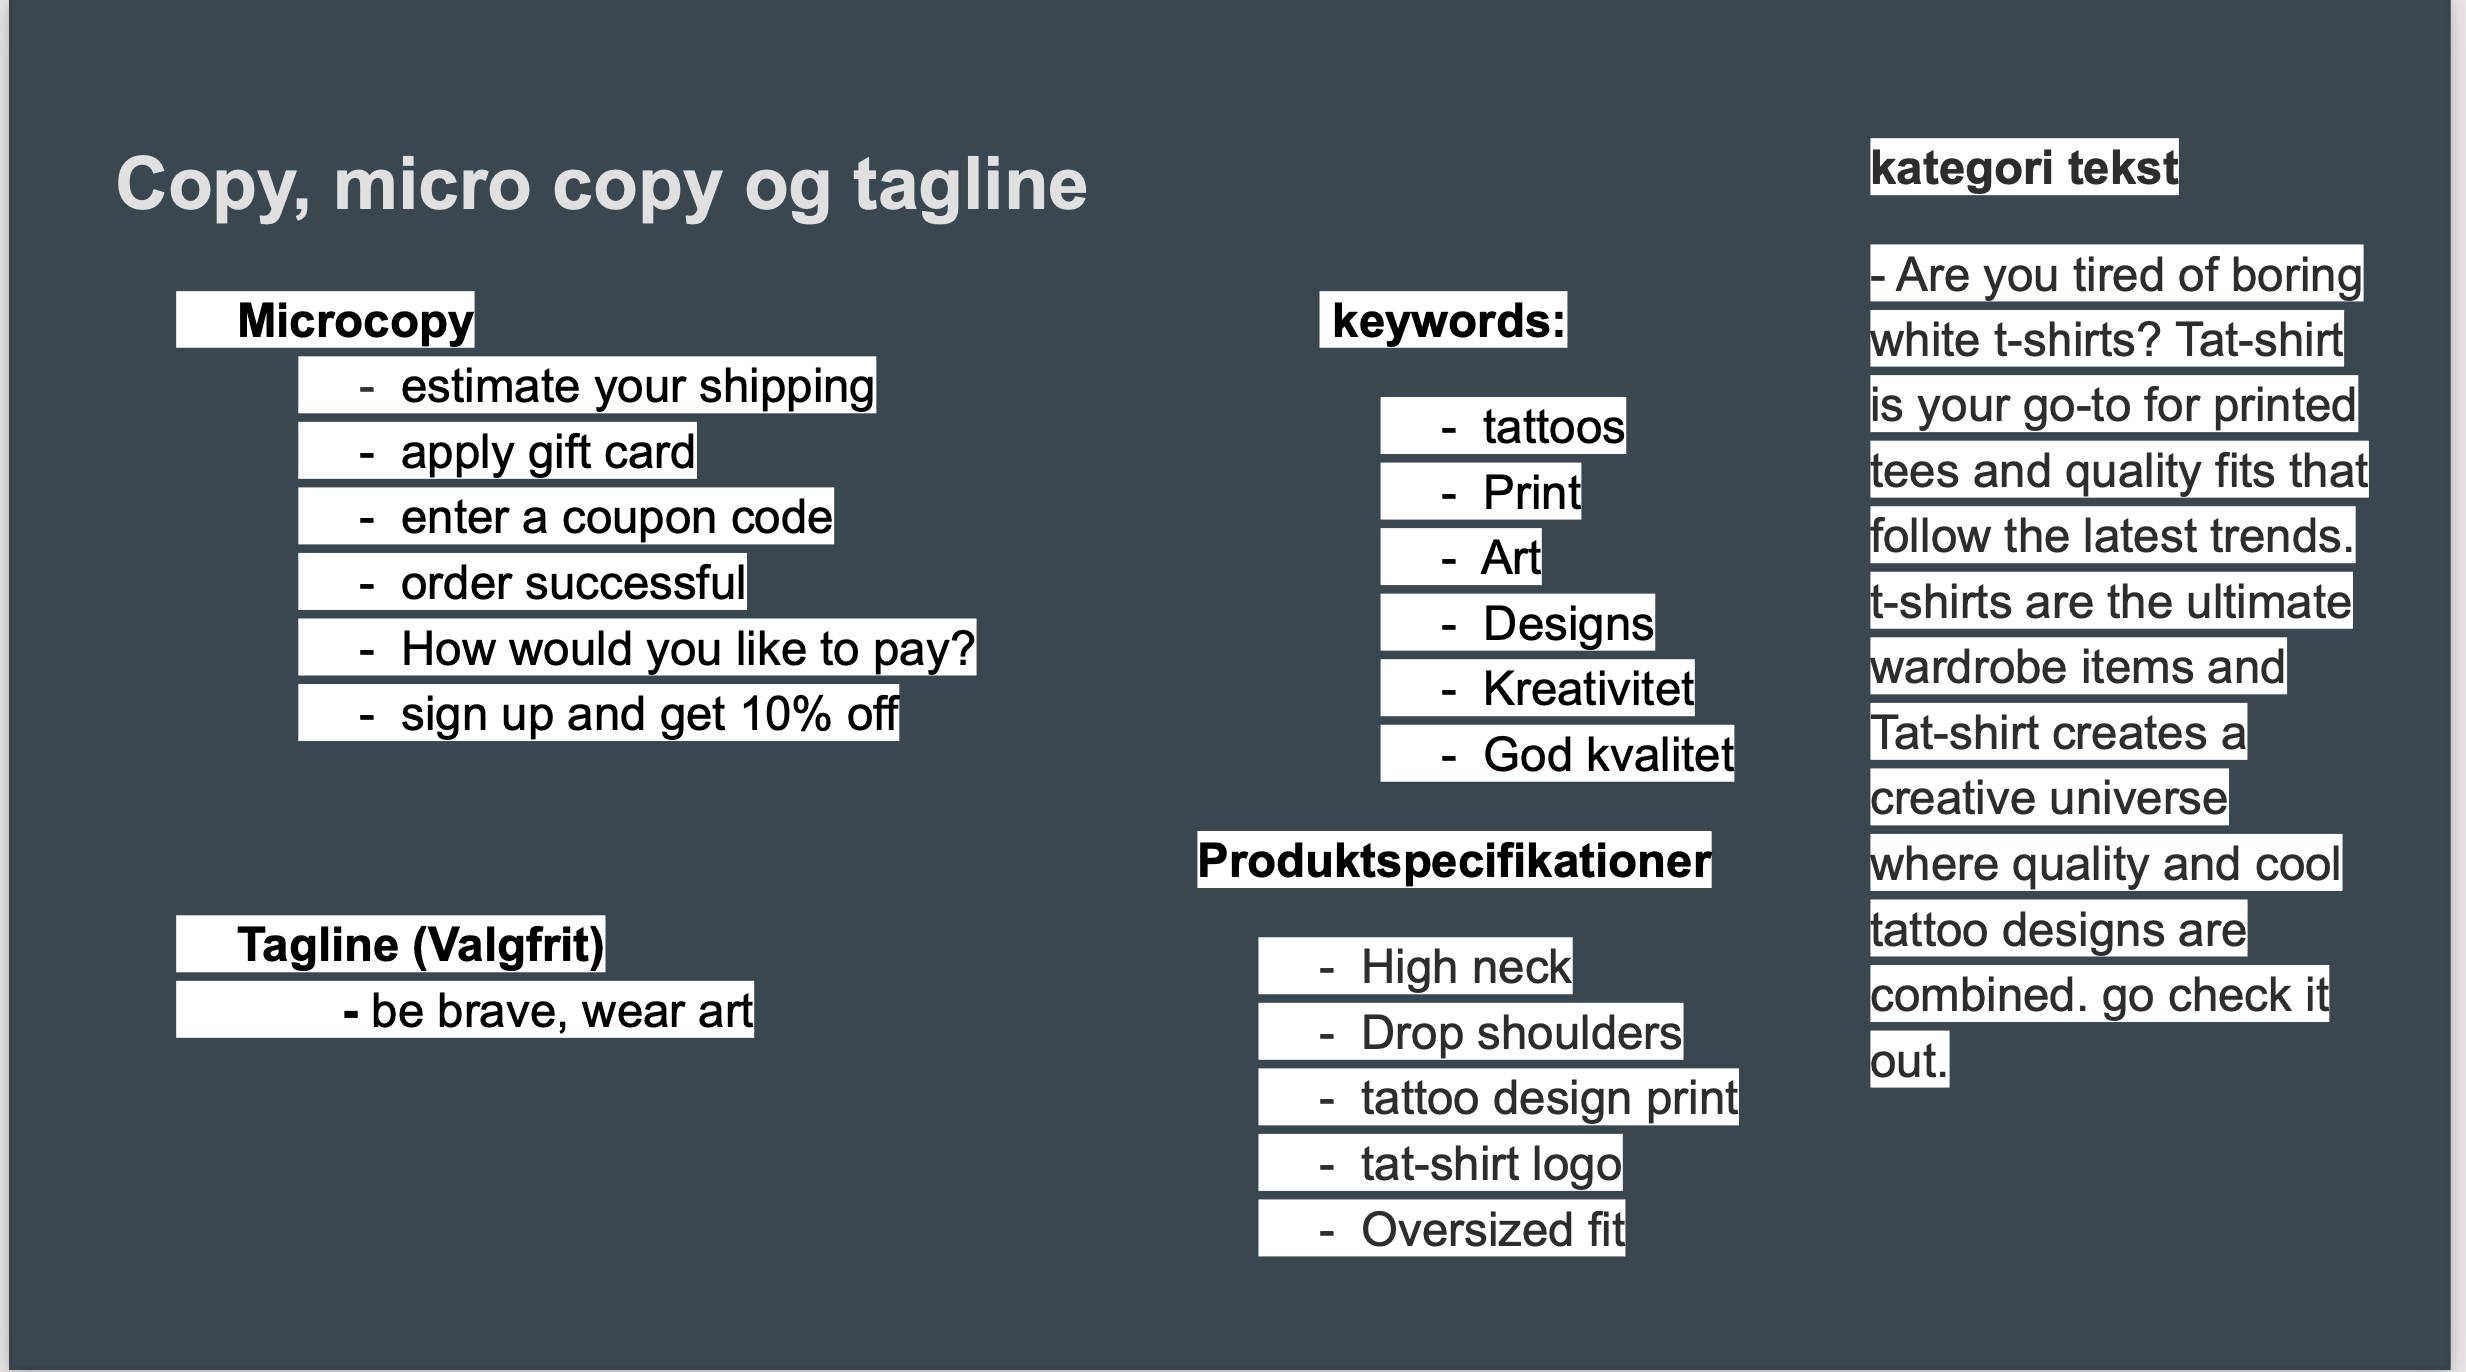 Copy, micro copy og tagline
Microcopy
- estimate your shipping
- apply gift card
- enter a coupon code
- order successful
- How would you like to pay?
- sign up and get 10% off
Tagline (Valgfrit)
- be brave, wear art
keywords:
- tattoos
- Print
- Art
- Designs
- Kreativitet
- God kvalitet
Produktspecifikationer
- High neck
- Drop shoulders
- tattoo design print
- tat-shirt logo
- Oversized fit
kategori tekst
- Are you tired of boring
white t-shirts? Tat-shirt
is your go-to for printed
tees and quality fits that
follow the latest trends.
t-shirts are the ultimate
wardrobe items and
Tat-shirt creates a
creative universe
where quality and cool
tattoo designs are
combined. go check it
out.